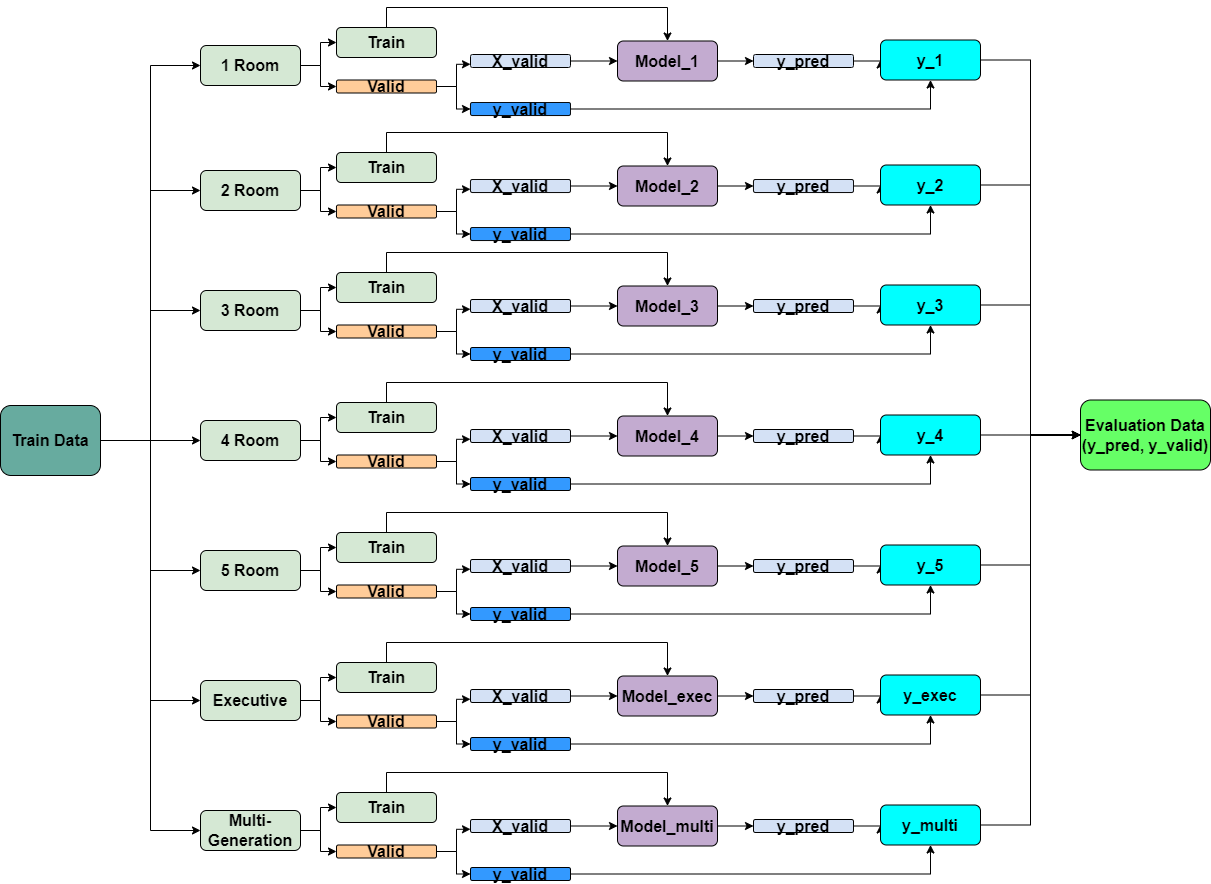 Train
1 Room
X_valid
Model_1
y_pred
y_1
Valid
y_valid
Train
2 Room
X_valid
Model_2
y_pred
y_2
Valid
y_valid
Train
3 Room
X_valid
Model_3
y_pred
y_3
Valid
y_valid
Train Data
Train
4 Room
X_valid
Model_4
y_pred
y_4
Valid
y_valid
Evaluation Data
(y_pred, y_valid)
Train
5 Room
X_valid
Model_5
y_pred
y_5
Valid
y_valid
Train
Executive
X_valid
Model_exec
y_pred
y_exec
Valid
y_valid
Train
Multi-
Generation
X_valid
Model_multi
y_pred
y_multi
Valid
y_valid